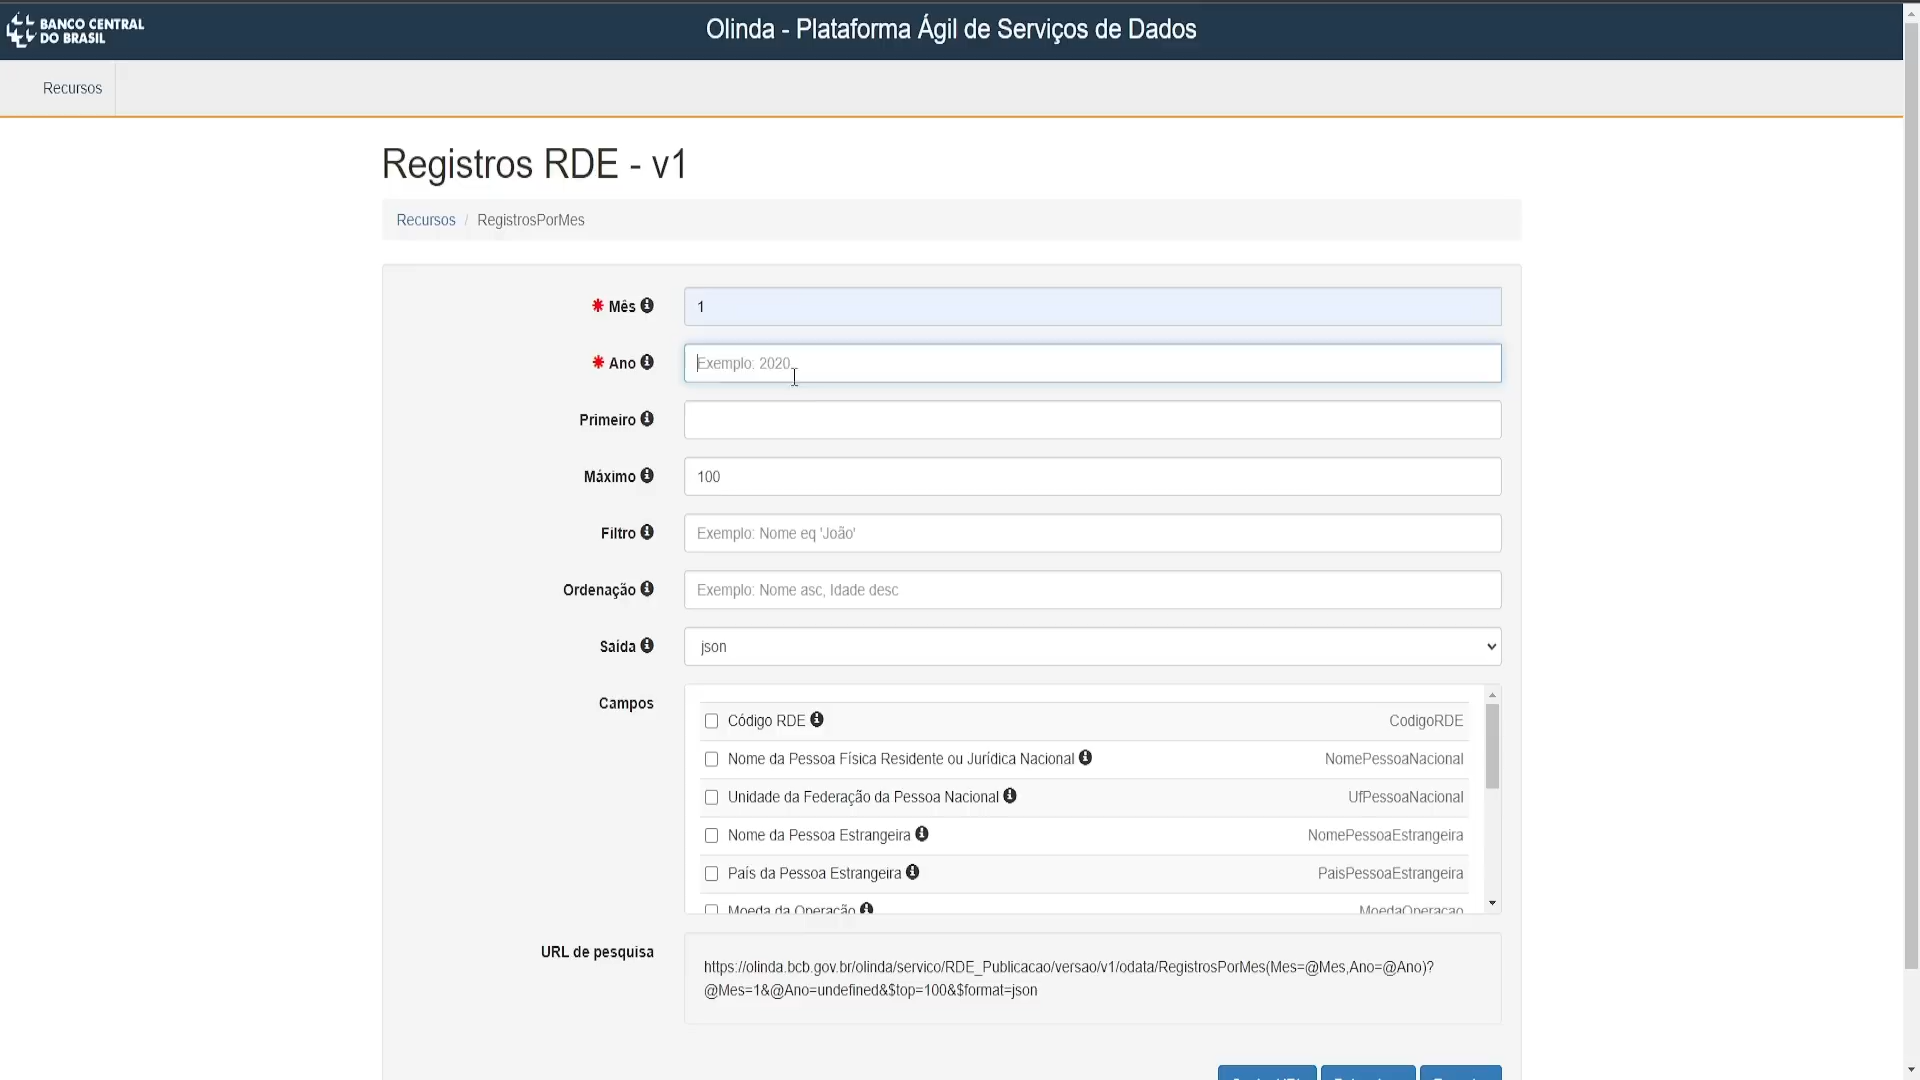 BANCO CENTRAL
DO BRASIL
Olinda - Plataforma Ágil de Serviços de Dados
Recursos
Registros RDE - v1
Recursos / RegistrosPorMes
* Mês 1
* Ano Exemplo: 2020
Primeiro
Máximo 100
Filtro Exemplo: Nome eq 'João'
Ordenação Exemplo: Nome asc, Idade desc
Saída json
Campos
Código RDE CodigoRDE
Nome da Pessoa Física Residente ou Jurídica Nacional NomePessoaNacional
Unidade da Federação da Pessoa Nacional UfPessoaNacional
Nome da Pessoa Estrangeira NomePessoaEstrangeira
País da Pessoa Estrangeira PaisPessoaEstrangeira
Moeda da Operação MoedaOperacao
URL de pesquisa
https://olinda.bcb.gov.br/olinda/servico/RDE_Publicacao/versao/v1/odata/RegistrosPorMes(Mes=@Mes,Ano=@Ano)?
@Mes=1&@Ano=undefined&$top=100&$format=json